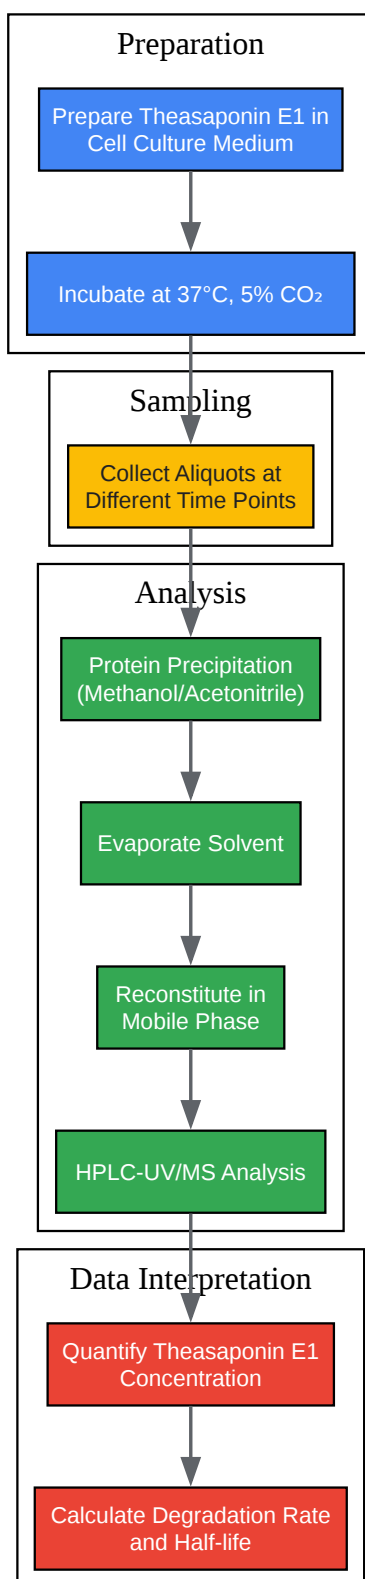 Preparation
Prepare Theasaponin E1 in
Cell Culture Medium
Incubate at 37°C, 5% CO₂
Sampling
Collect Aliquots at
Different Time Points
Analysis
Protein Precipitation
(Methanol/Acetonitrile)
Evaporate Solvent
Reconstitute in
Mobile Phase
HPLC-UV/MS Analysis
Data Interpretation
Quantify Theasaponin E1
Concentration
Calculate Degradation Rate
and Half-life